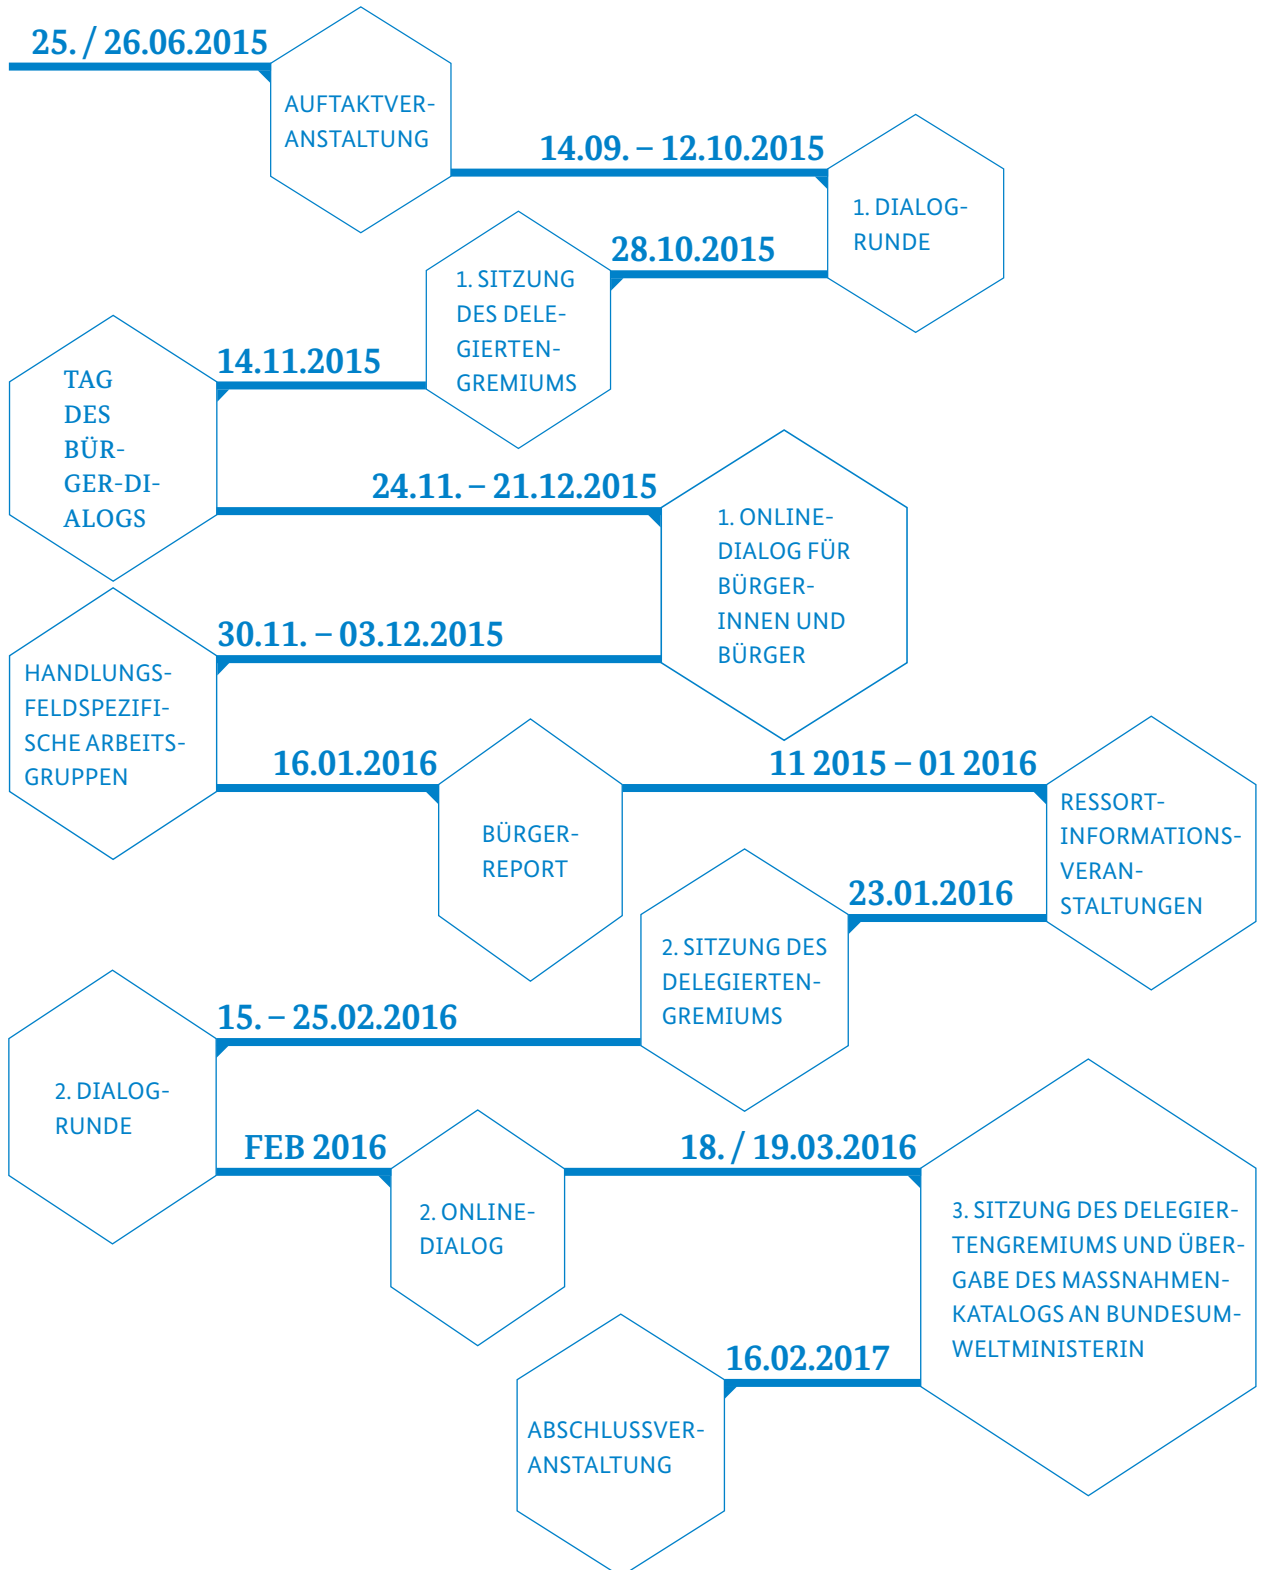 25. / 26.06.2015
AUFTAKTVER-
ANSTALTUNG
14.09. – 12.10.2015
1. DIALOG-
RUNDE
28.10.2015
1. SITZUNG
DES DELE-
GIERTEN-
GREMIUMS
14.11.2015
TAG
DES
BÜR-
GER-DI-
ALOGS
24.11. – 21.12.2015
1. ONLINE-
DIALOG FÜR
BÜRGER-
INNEN UND
BÜRGER
30.11. – 03.12.2015
HANDLUNGS-
FELDSPEZIFI-
SCHE ARBEITS-
GRUPPEN
16.01.2016
BÜRGER-
REPORT
11 2015 – 01 2016
RESSORT-
INFORMATIONS-
VERAN-
STALTUNGEN
23.01.2016
2. SITZUNG DES
DELEGIERTEN-
GREMIUMS
15. – 25.02.2016
2. DIALOG-
RUNDE
FEB 2016
2. ONLINE-
DIALOG
18. / 19.03.2016
3. SITZUNG DES DELEGIER-
TENGREMIUMS UND ÜBER-
GABE DES MASSNAHMEN-
KATALOGS AN BUNDESUM-
WELTMINISTERIN
16.02.2017
ABSCHLUSSVER-
ANSTALTUNG